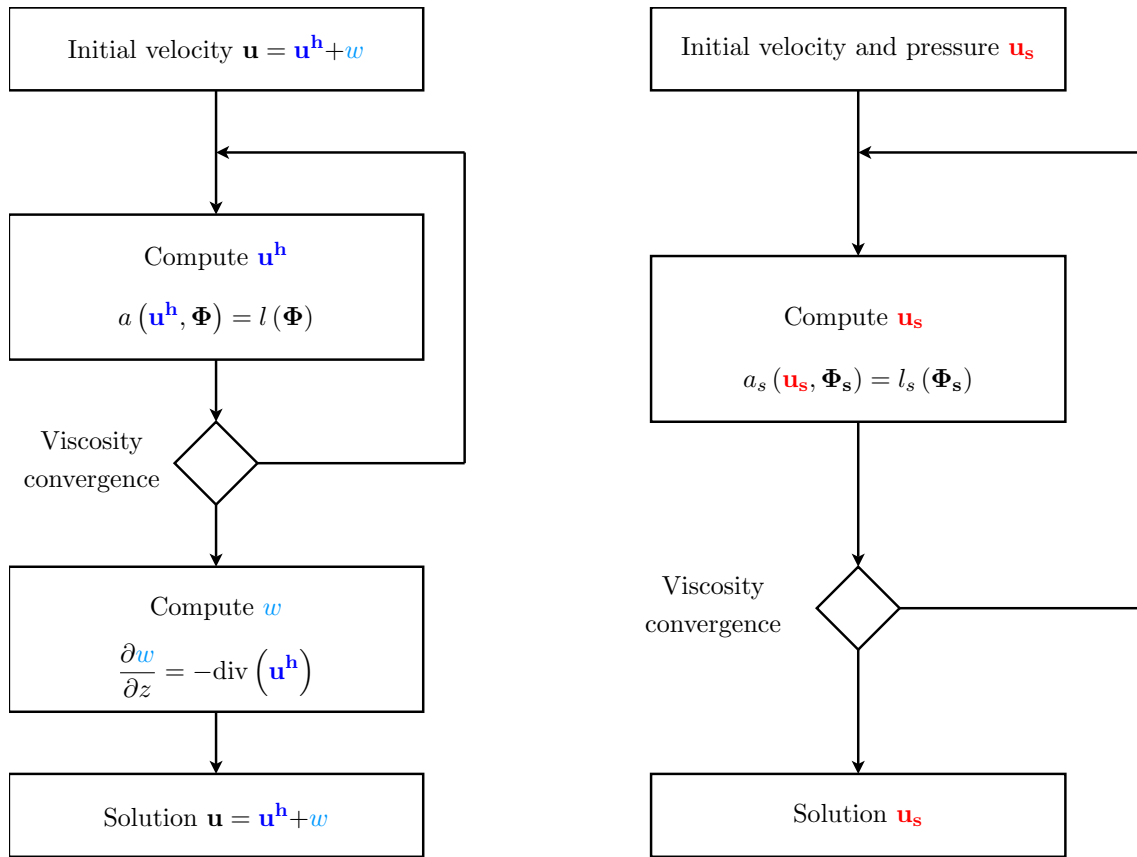 Initial velocity u = u^h+w
Compute u^h
a (u^h, Φ) = l (Φ)
Viscosity
convergence
Compute w
∂w/∂z = −div (u^h)
Solution u = u^h+w
Initial velocity and pressure u_s
Compute u_s
a_s (u_s, Φ_s) = l_s (Φ_s)
Viscosity
convergence
Solution u_s